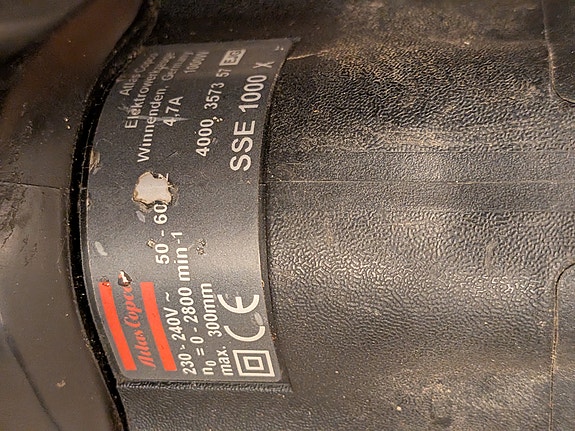 Atlas Copco
Elektrowerkzeuge
Winnenden, Germany
230 - 240V ~ 50 - 60 4,7A 1000W
n0 = 0 - 2800 min-1
max. 300mm
4000 3573 57
CE
SSE 1000 X